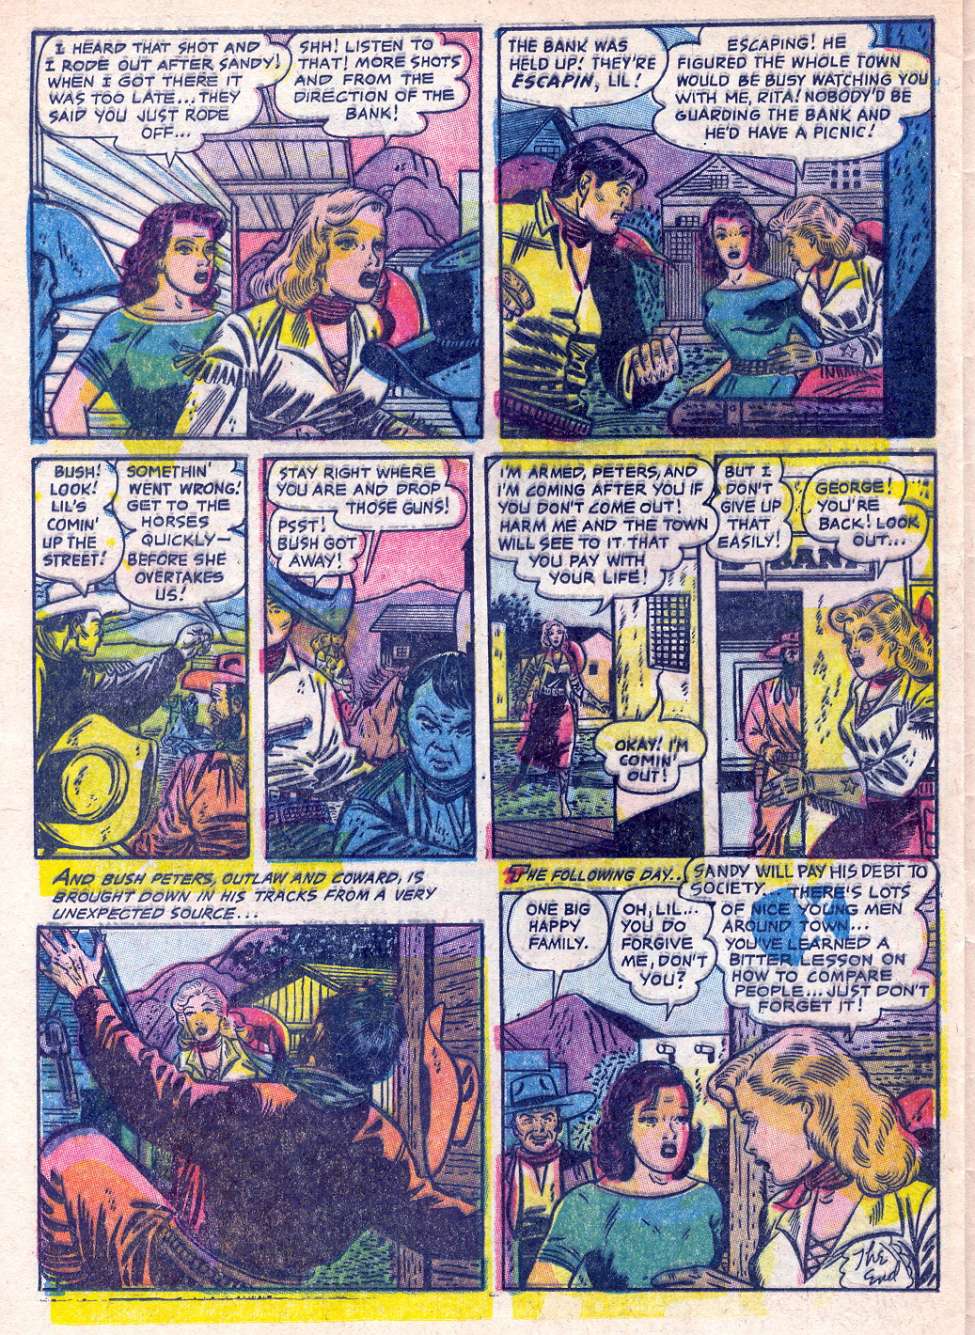 I HEARD THAT SHOT AND
I RODE OUT AFTER SANDY!
WHEN I GOT THERE IT
WAS TOO LATE... THEY
SAID YOU JUST RODE
OFF...
SHH! LISTEN TO
THAT! MORE SHOTS
AND FROM THE
DIRECTION OF THE
BANK!
THE BANK WAS
HELD UP! THEY'RE
ESCAPIN, LIL!
ESCAPING! HE
FIGURED THE WHOLE TOWN
WOULD BE BUSY WATCHING YOU
WITH ME, RITA! NOBODY'D BE
GUARDING THE BANK AND
HE'D HAVE A PICNIC!
BUSH!
LOOK!
LIL'S
COMIN'
UP THE
STREET!
SOMETHIN'
WENT WRONG!
GET TO THE
HORSES
QUICKLY—
BEFORE SHE
OVERTAKES
US!
STAY RIGHT WHERE
YOU ARE AND DROP
THOSE GUNS!
PSST!
BUSH GOT
AWAY!
I'M ARMED, PETERS, AND
I'M COMING AFTER YOU IF
YOU DON'T COME OUT!
HARM ME AND THE TOWN
WILL SEE TO IT THAT
YOU PAY WITH
YOUR LIFE!
OKAY! I'M
COMIN'
OUT!
BUT I
DON'T
GIVE UP
THAT
EASILY!
GEORGE!
YOU'RE
BACK! LOOK
OUT...
BANK
AND BUSH PETERS, OUTLAW AND COWARD, IS
BROUGHT DOWN IN HIS TRACKS FROM A VERY
UNEXPECTED SOURCE...
THE FOLLOWING DAY...
ONE BIG
HAPPY
FAMILY.
OH, LIL...
YOU DO
FORGIVE
ME, DON'T
YOU?
SANDY WILL PAY HIS DEBT TO
SOCIETY... THERE'S LOTS
OF NICE YOUNG MEN
AROUND TOWN...
YOU'VE LEARNED A
BITTER LESSON ON
HOW TO COMPARE
PEOPLE... JUST DON'T
FORGET IT!
The
End